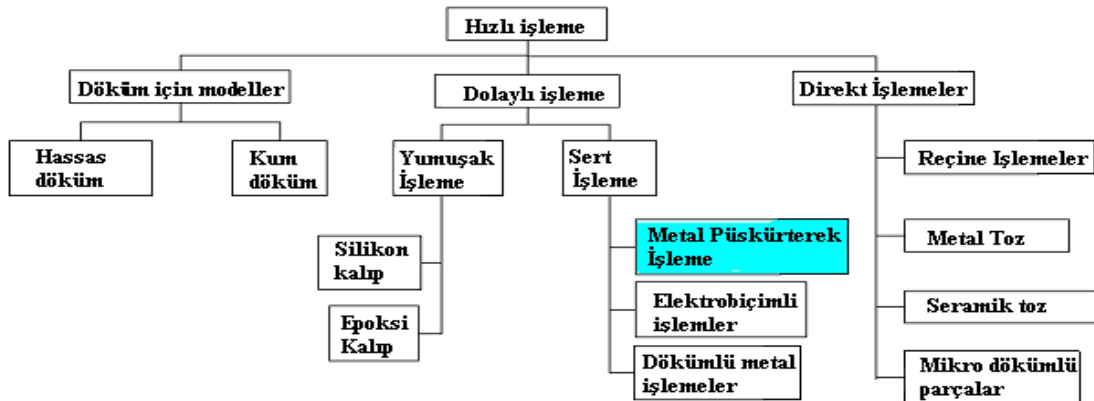 Hızlı işleme
Döküm için modeller
Dolaylı işleme
Direkt İşlemeler
Hassas
döküm
Kum
döküm
Yumuşak
İşleme
Sert
İşleme
Reçine Işlemeler
Silikon
kalıp
Metal Püskürterek
İşleme
Metal Toz
Epoksi
Kalıp
Elektrobiçimli
işlemler
Seramik toz
Dökümlü metal
işlemeler
Mikro dökümlü
parçalar